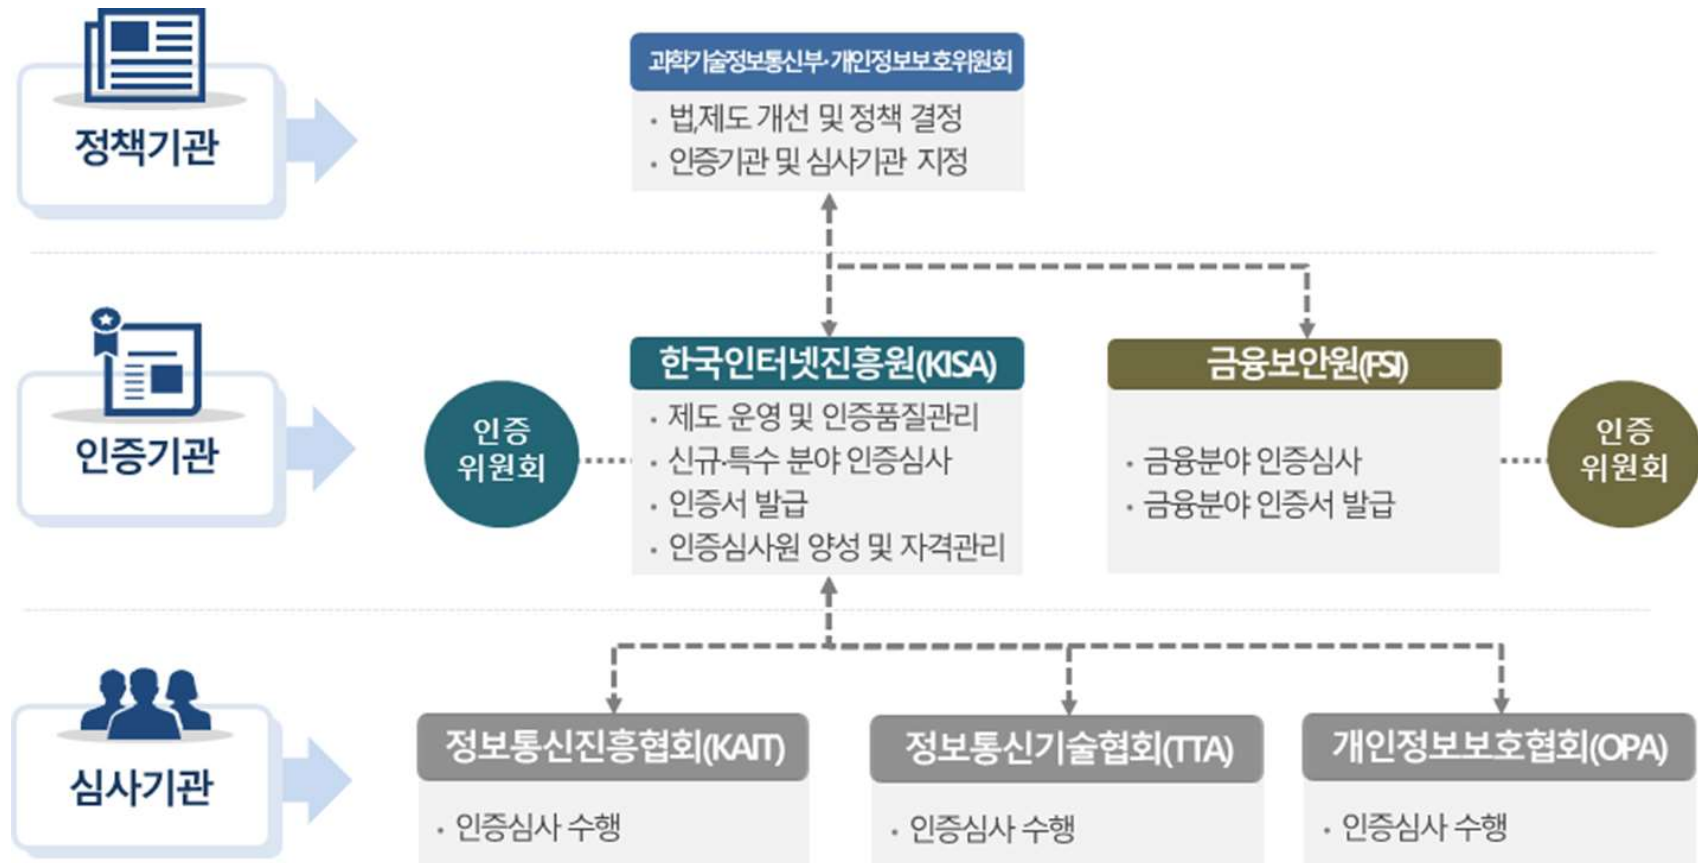 정책기관
과학기술정보통신부·개인정보보호위원회
· 법,제도 개선 및 정책 결정
· 인증기관 및 심사기관 지정
인증기관
인증
위원회
한국인터넷진흥원(KISA)
· 제도 운영 및 인증품질관리
· 신규·특수 분야 인증심사
· 인증서 발급
· 인증심사원 양성 및 자격관리
금융보안원(FSI)
· 금융분야 인증심사
· 금융분야 인증서 발급
인증
위원회
심사기관
정보통신진흥협회(KAIT)
· 인증심사 수행
정보통신기술협회(TTA)
· 인증심사 수행
개인정보보호협회(OPA)
· 인증심사 수행